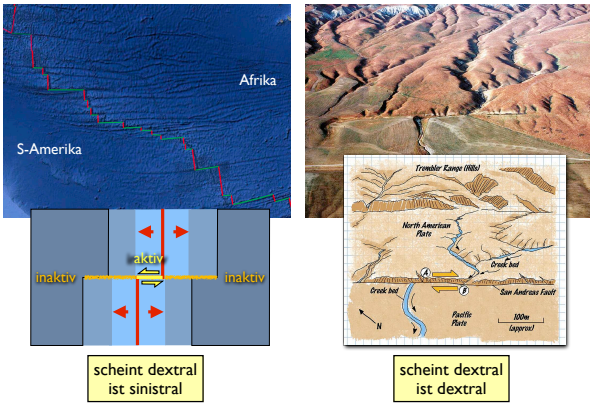 Afrika
S-Amerika
aktiv
inaktiv
inaktiv
scheint dextral
ist sinistral
Trembler Range (Hills)
North American
Plate
Creek bed
A
B
Creek bed
San Andreas Fault
Pacific
Plate
100m
(approx)
N
scheint dextral
ist dextral